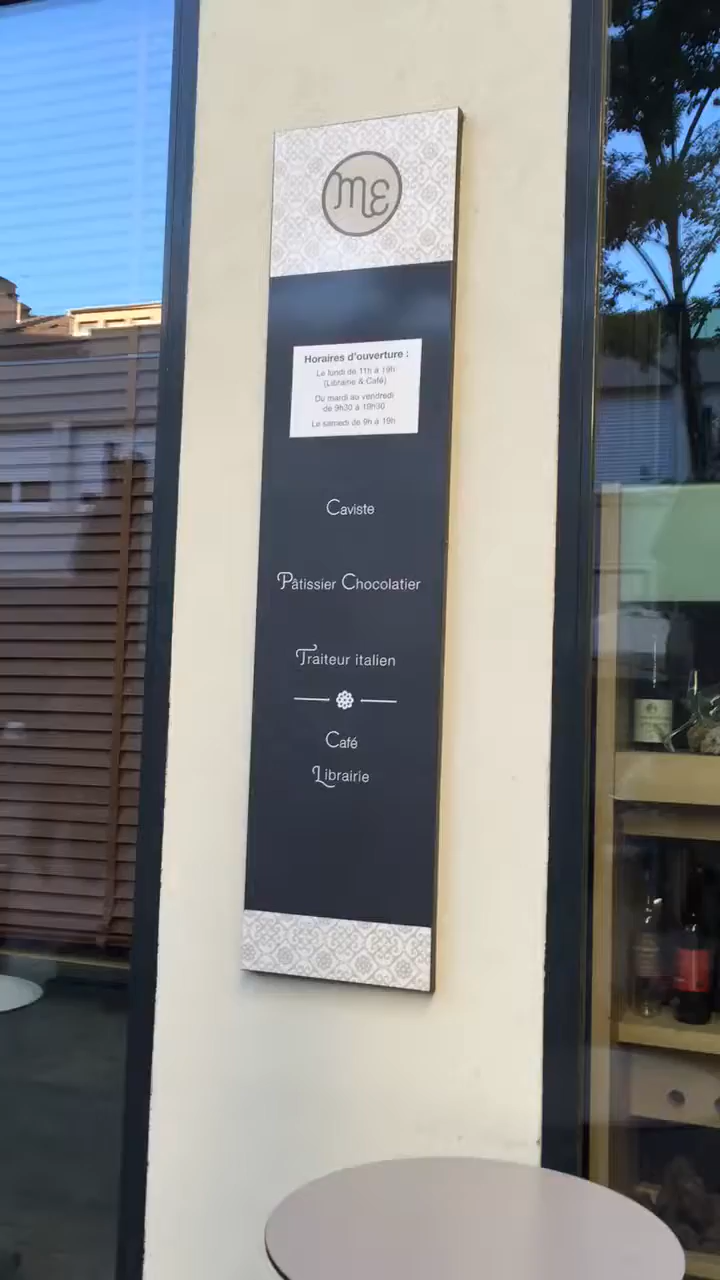 ME
Horaires d'ouverture :
Le lundi de 11h à 19h
(Librairie & Café)
Du mardi au vendredi
de 9h30 à 19h30
Le samedi de 9h à 19h
Caviste
Pâtissier Chocolatier
Traiteur italien
Café
Librairie